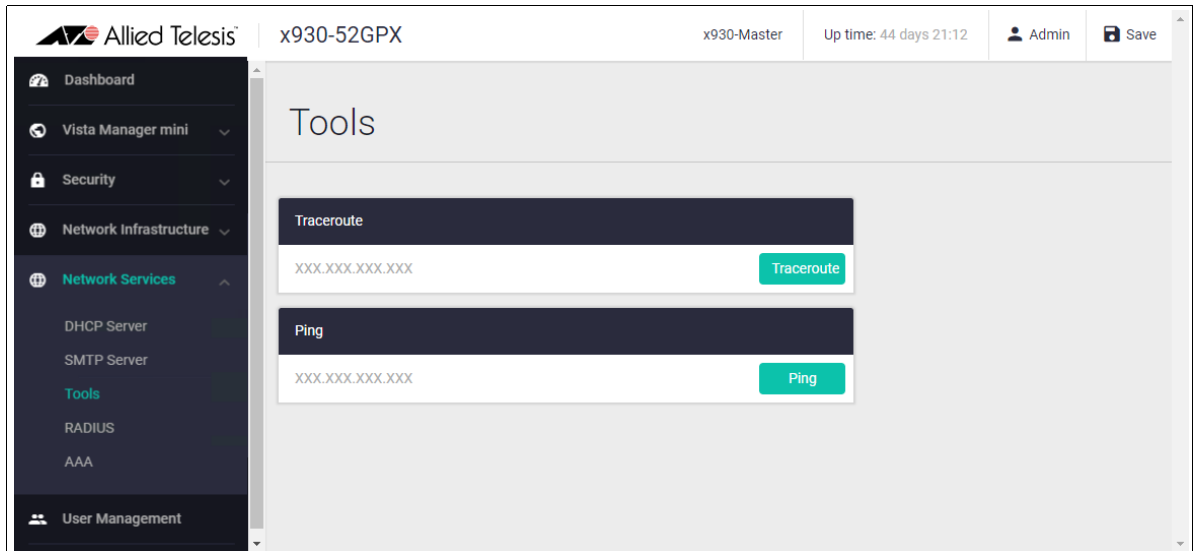 Allied Telesis™
x930-52GPX
x930-Master
Up time: 44 days 21:12
Admin
Save
Dashboard
Vista Manager mini
Security
Network Infrastructure
Network Services
DHCP Server
SMTP Server
Tools
RADIUS
AAA
User Management
Tools
Traceroute
XXX.XXX.XXX.XXX
Traceroute
Ping
XXX.XXX.XXX.XXX
Ping